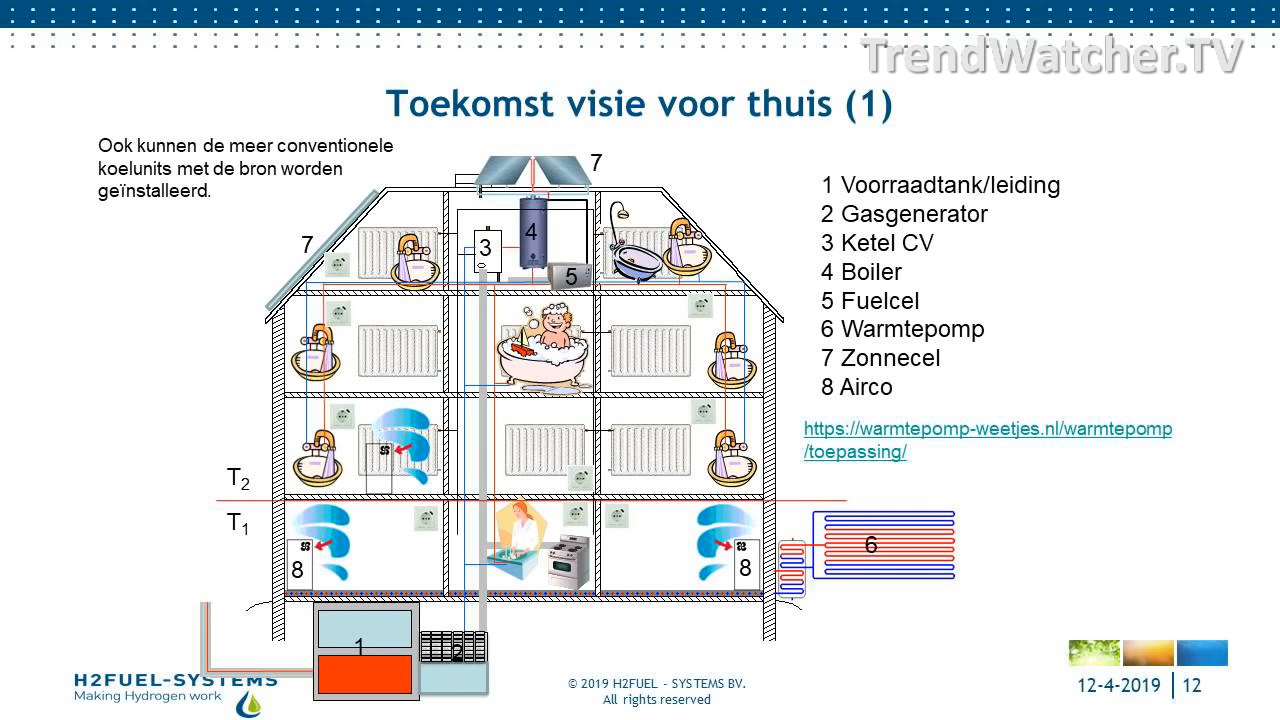 TrendWatcher.TV
Toekomst visie voor thuis (1)
Ook kunnen de meer conventionele
koelunits met de bron worden
geïnstalleerd.
7
7
3
4
5
1 Voorraadtank/leiding
2 Gasgenerator
3 Ketel CV
4 Boiler
5 Fuelcel
6 Warmtepomp
7 Zonnecel
8 Airco
https://warmtepomp-weetjes.nl/warmtepomp
/toepassing/
T2
T1
8
8
6
1
2
H2FUEL-SYSTEMS
Making Hydrogen work
© 2019 H2FUEL - SYSTEMS BV.
All rights reserved
12-4-2019 | 12